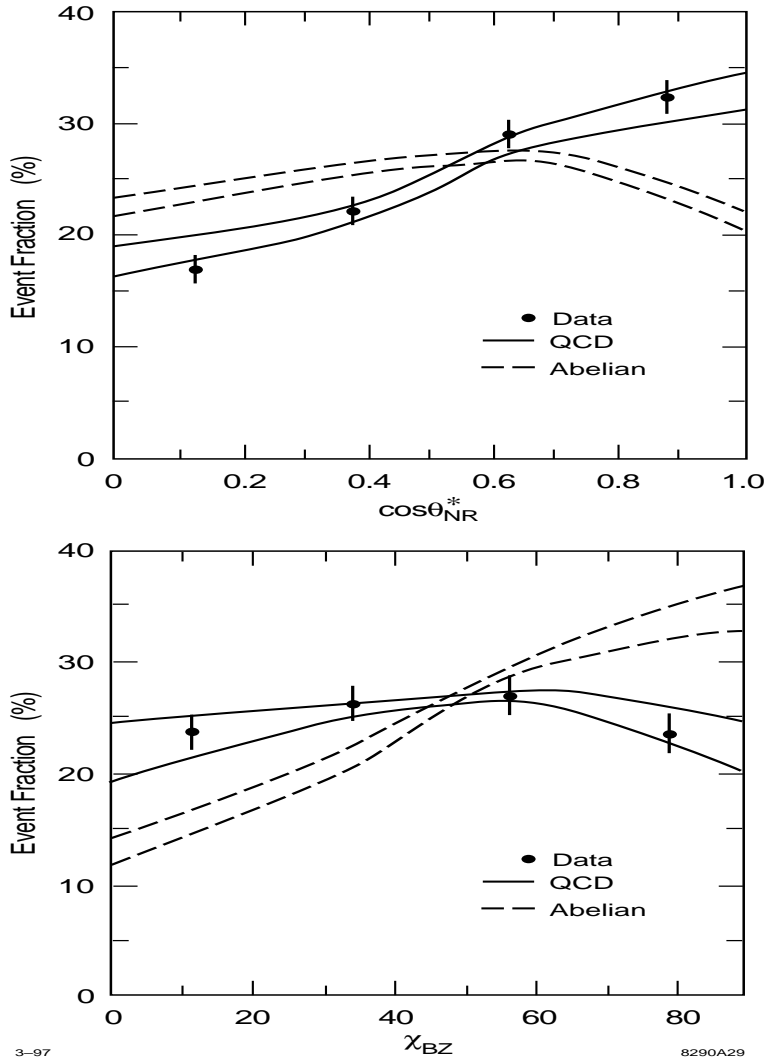 40
30
20
10
0
Event Fraction (%)
Data
QCD
Abelian
0 0.2 0.4 0.6 0.8 1.0
cosθ*NR
40
30
20
10
0
Event Fraction (%)
Data
QCD
Abelian
0 20 40 60 80
χBZ
3–97 8290A29